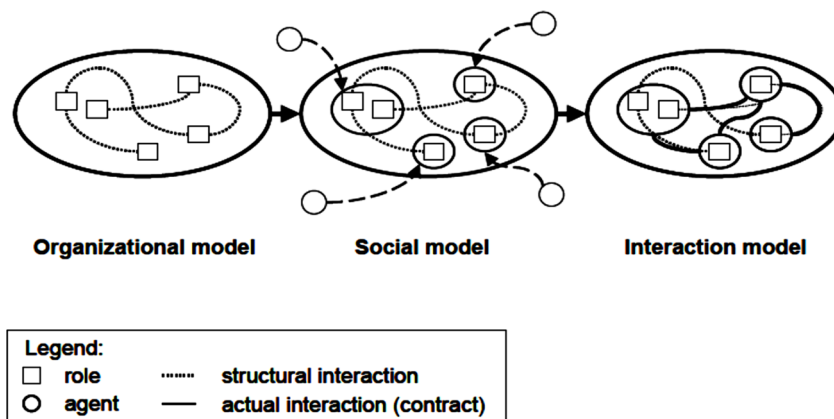 Organizational model Social model Interaction model
Legend:
role structural interaction
agent actual interaction (contract)